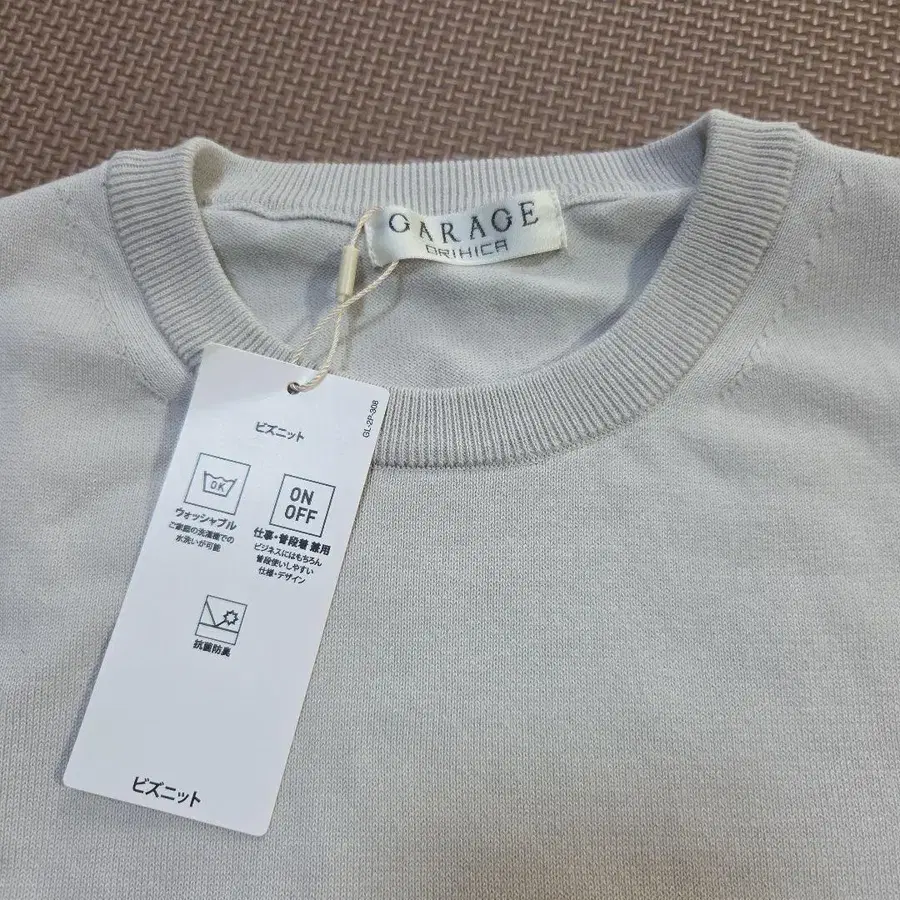 GARAGE
ORIHICA
GL-2P-308
ビズニット
OK
ウォッシャブル
ご家庭の洗濯機での
水洗いが可能
ON
OFF
仕事・普段着 兼用
ビジネスにはもちろん
普段使いしやすい
仕様・デザイン
抗菌防臭
ビズニット